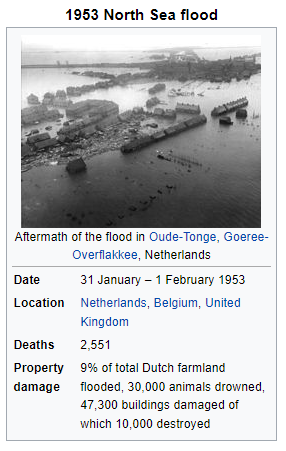 1953 North Sea flood
Aftermath of the flood in Oude-Tonge, Goeree-
Overflakkee, Netherlands
Date 31 January – 1 February 1953
Location Netherlands, Belgium, United
Kingdom
Deaths 2,551
Property 9% of total Dutch farmland
damage flooded, 30,000 animals drowned,
47,300 buildings damaged of
which 10,000 destroyed